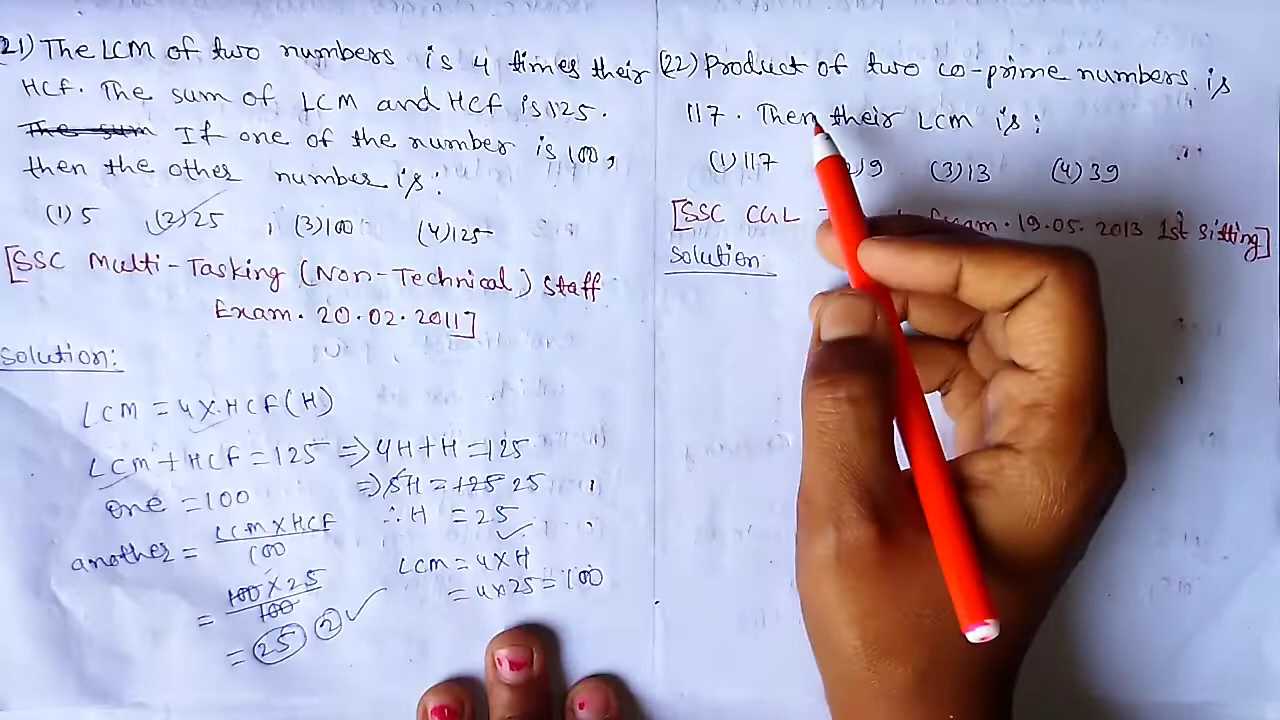 21) The LCM of two numbers is 4 times their
HCF. The sum of LCM and HCF is 125.
The sum If one of the number is 100,
then the other number is:
(1) 5 (2) 25 , (3) 100 (4) 125
[SSC Multi-Tasking (Non-Technical) Staff
Exam. 20.02.2011]
Solution:
LCM = 4 X HCF (H)
LCM + HCF = 125 => 4H + H = 125
one = 100 => 5H = 125 25
∴ H = 25
another = LCM X HCF
100
LCM = 4 X H
= 4 X 25 = 100
= 100 X 25
100
= 25 2 ✓
(22) Product of two co-prime numbers is
117. Then their LCM is:
(1) 117 )9 (3) 13 (4) 39
[SSC CGL Exam. 19.05.2013 1st Sitting]
Solution: